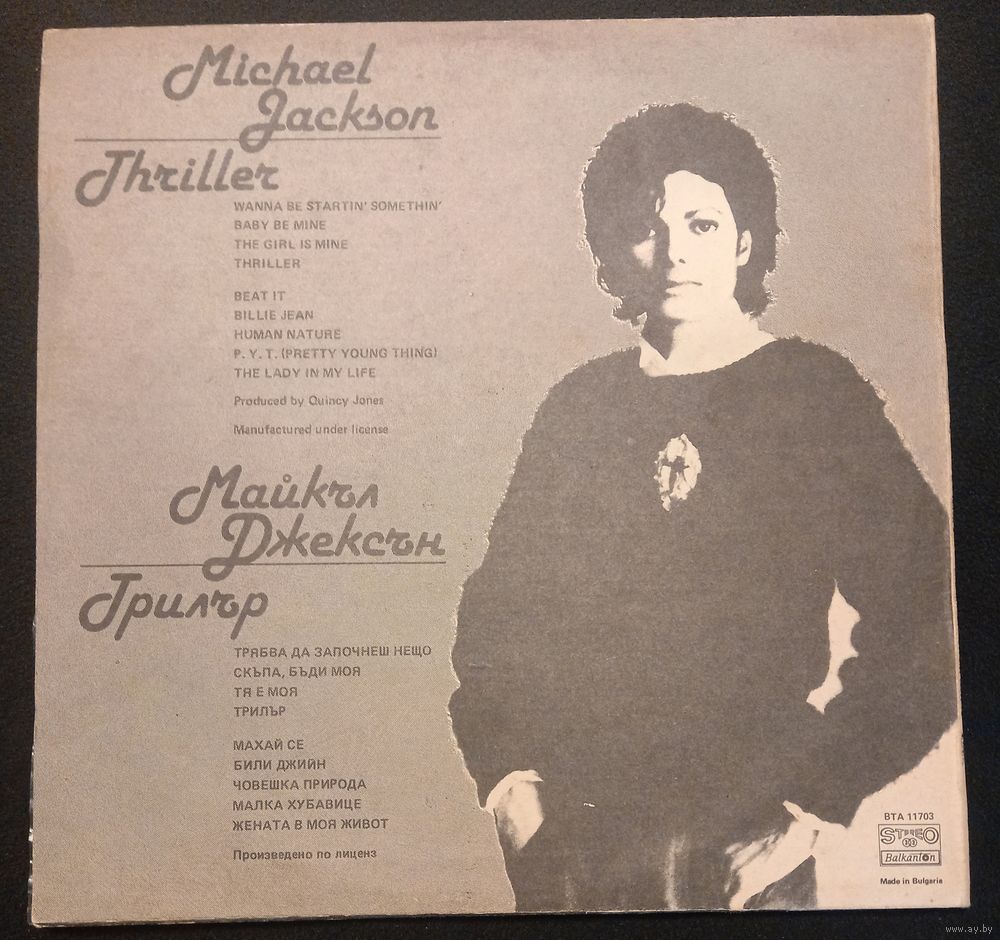 Michael
Jackson
Thriller
WANNA BE STARTIN' SOMETHIN'
BABY BE MINE
THE GIRL IS MINE
THRILLER
BEAT IT
BILLIE JEAN
HUMAN NATURE
P. Y. T. (PRETTY YOUNG THING)
THE LADY IN MY LIFE
Produced by Quincy Jones
Manufactured under license
Майкъл
Джексън
Трилър
ТРЯБВА ДА ЗАПОЧНЕШ НЕЩО
СКЪПА, БЪДИ МОЯ
ТЯ Е МОЯ
ТРИЛЪР
МАХАЙ СЕ
БИЛИ ДЖИЙН
ЧОВЕШКА ПРИРОДА
МАЛКА ХУБАВИЦЕ
ЖЕНАТА В МОЯ ЖИВОТ
Произведено по лиценз
ВТА 11703
STEREO
Balkanton
Made in Bulgaria
www.ay.by